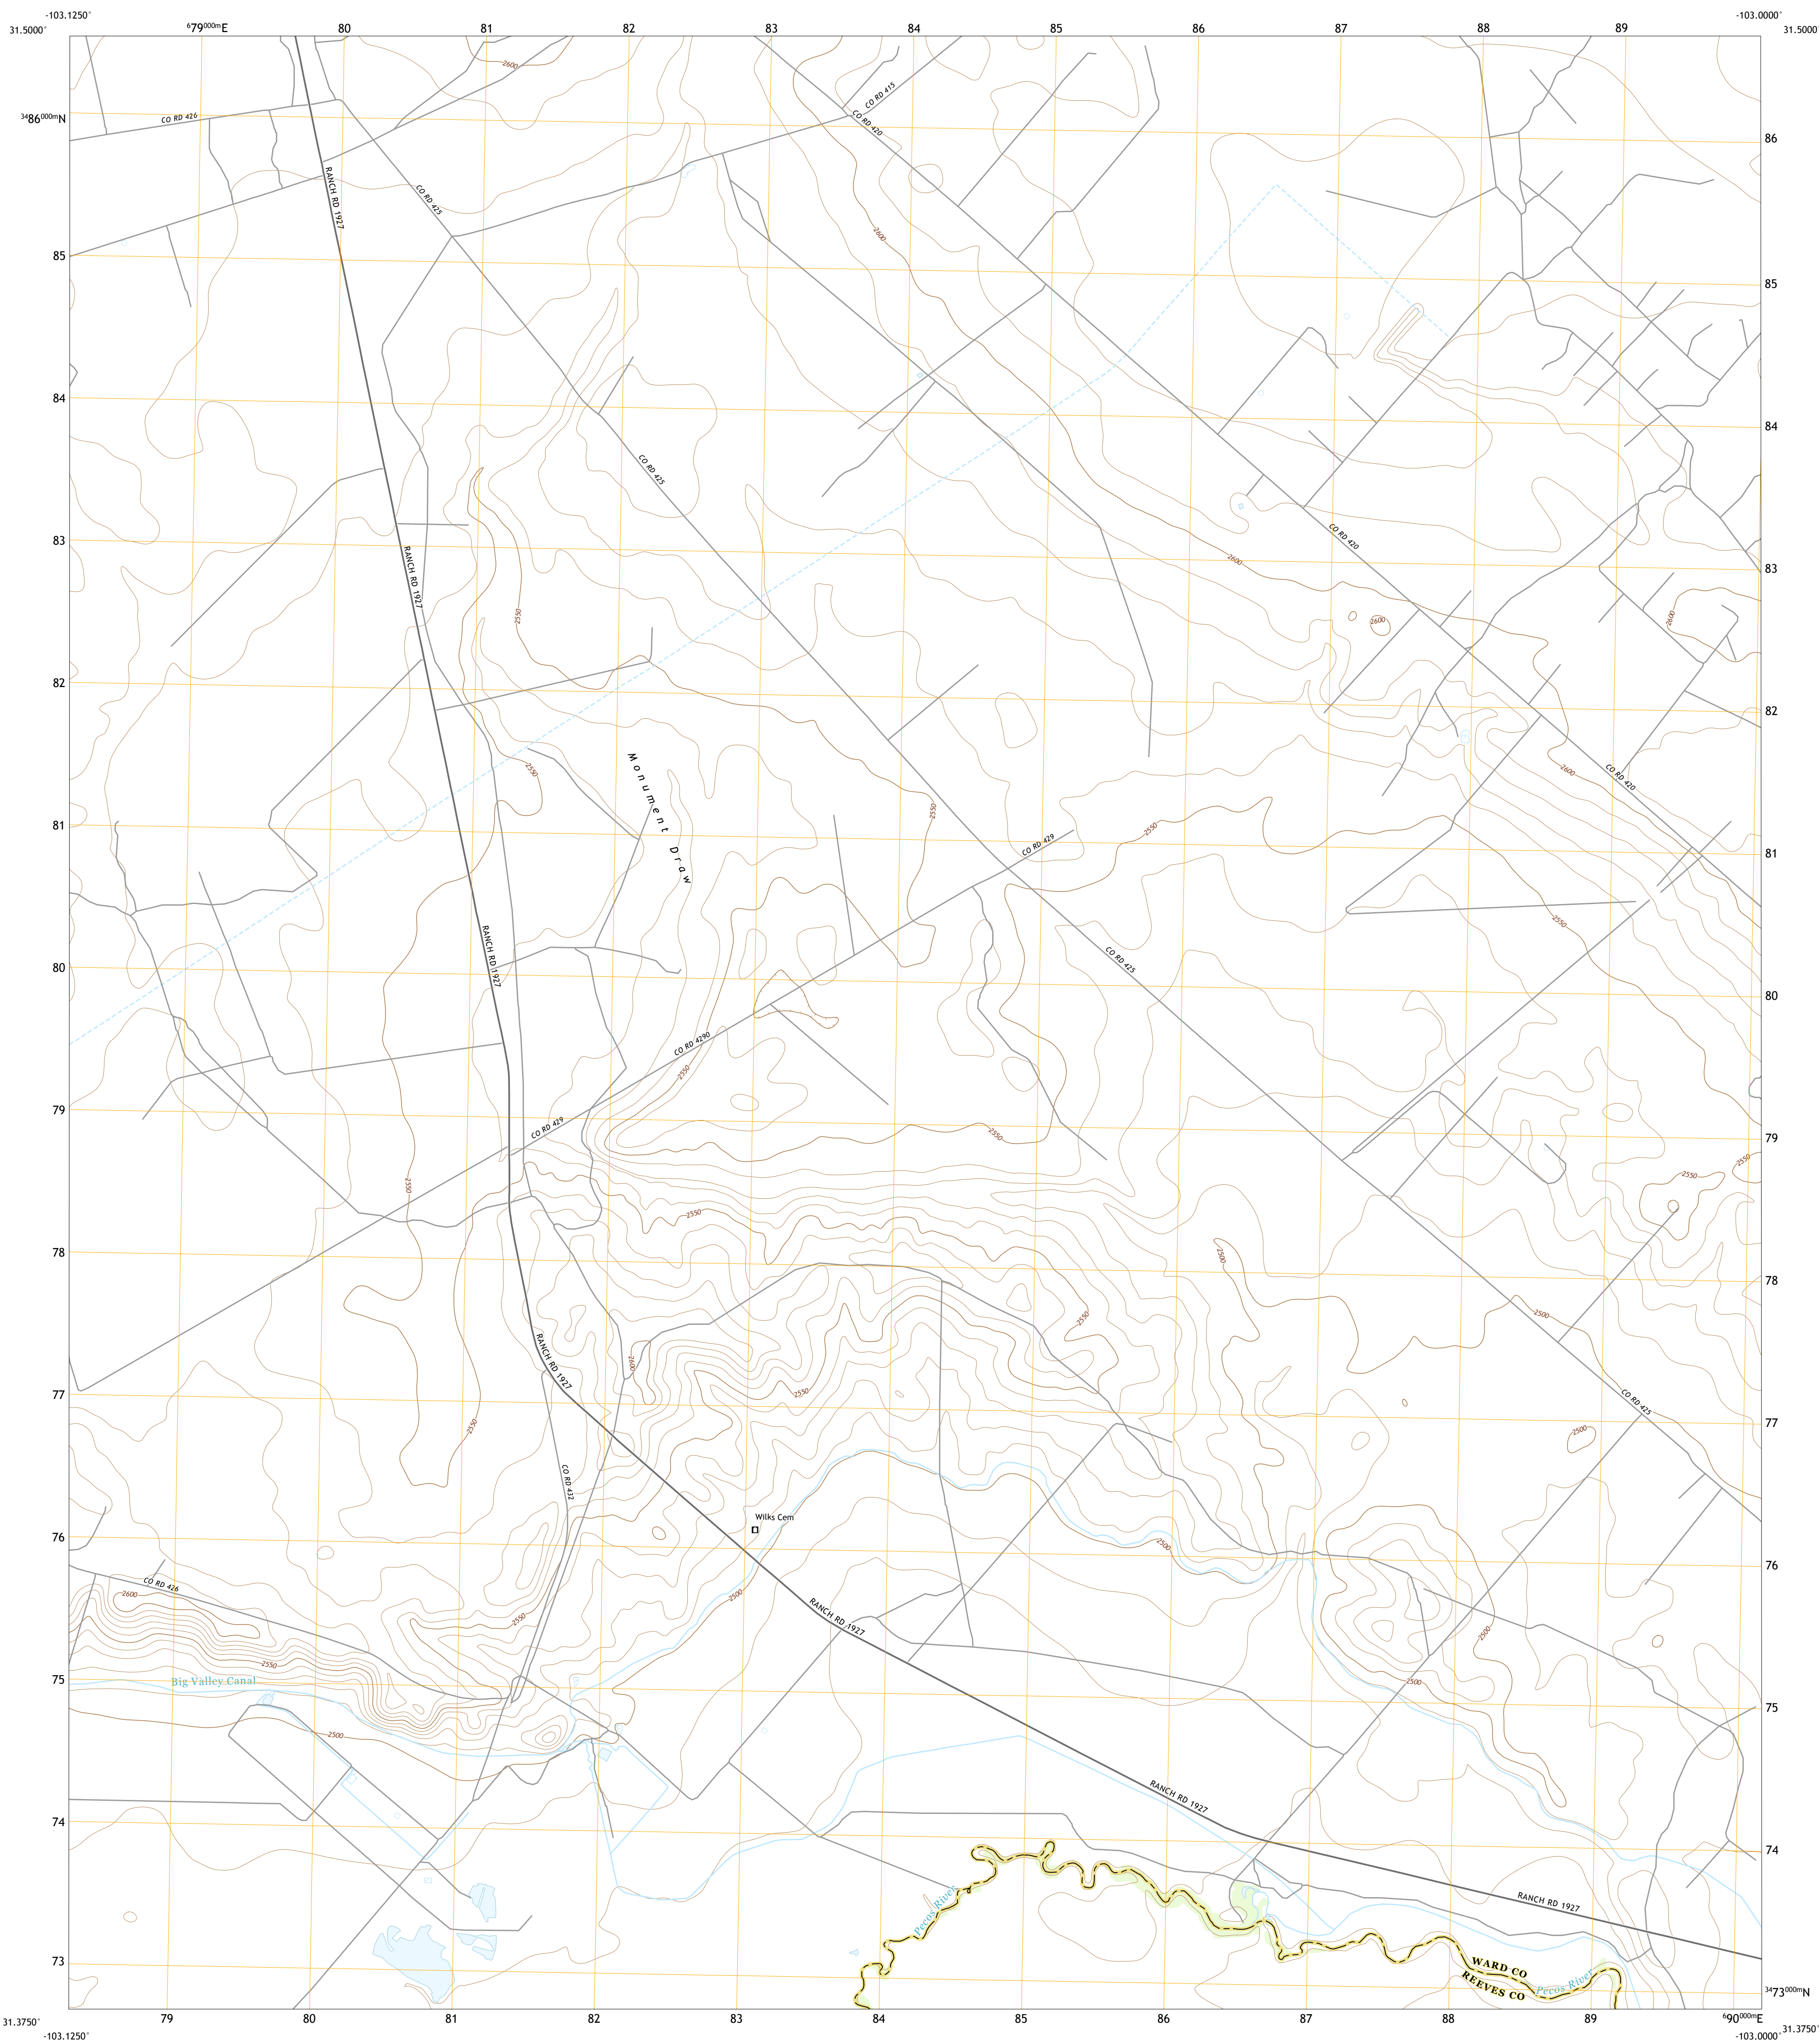 -103.1250°
-103.0000°
31.5000°
⁶79⁰⁰⁰ᵐE
80
81
82
83
84
85
86
87
88
89
31.5000
2600
CO RD 415
CO RD 426
³⁴86⁰⁰⁰ᵐN
CO RD 420
86
RANCH RD 1927
CO RD 425
2600
85
85
84
84
CO RD 425
83
CO RD 420
2600
83
RANCH RD 1927
2550
2600
2600
82
82
Monument Draw
2550
2600
CO RD 420
2550
2550
81
CO RD 429
81
2550
RANCH RD 1927
CO RD 425
80
80
CO RD 4290
2550
79
CO RD 429
2550
79
2550
2550
2550
2550
78
2500
78
2550
2500
RANCH RD 1927
2600
2550
77
CO RD 425
77
2550
2500
CO RD 432
Wilks Cem
76
2500
76
CO RD 426
2600
2500
2550
RANCH RD 1927
2500
2550
75
Big Valley Canal
2500
75
2500
RANCH RD 1927
74
74
Pecos River
RANCH RD 1927
73
WARD CO
REECES CO
Pecos River
³⁴73⁰⁰⁰ᵐN
31.3750°
79
80
81
82
83
84
85
86
87
88
89
⁶90⁰⁰⁰ᵐE
31.3750°
-103.1250°
-103.0000°